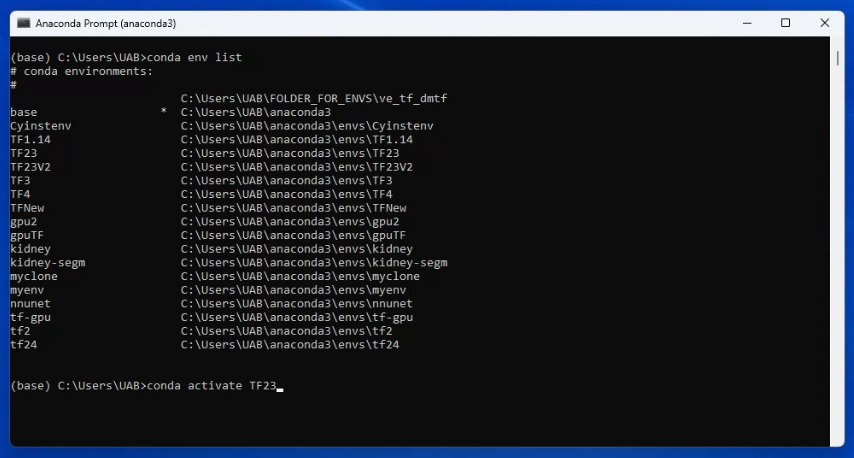 Anaconda Prompt (anaconda3)
(base) C:\Users\UAB>conda env list
# conda environments:
#
C:\Users\UAB\FOLDER_FOR_ENVS\ve_tf_dmtf
base * C:\Users\UAB\anaconda3
Cyinstenv C:\Users\UAB\anaconda3\envs\Cyinstenv
TF1.14 C:\Users\UAB\anaconda3\envs\TF1.14
TF23 C:\Users\UAB\anaconda3\envs\TF23
TF23V2 C:\Users\UAB\anaconda3\envs\TF23V2
TF3 C:\Users\UAB\anaconda3\envs\TF3
TF4 C:\Users\UAB\anaconda3\envs\TF4
TFNew C:\Users\UAB\anaconda3\envs\TFNew
gpu2 C:\Users\UAB\anaconda3\envs\gpu2
gpuTF C:\Users\UAB\anaconda3\envs\gpuTF
kidney C:\Users\UAB\anaconda3\envs\kidney
kidney-segm C:\Users\UAB\anaconda3\envs\kidney-segm
myclone C:\Users\UAB\anaconda3\envs\myclone
myenv C:\Users\UAB\anaconda3\envs\myenv
nnunet C:\Users\UAB\anaconda3\envs\nnunet
tf-gpu C:\Users\UAB\anaconda3\envs\tf-gpu
tf2 C:\Users\UAB\anaconda3\envs\tf2
tf24 C:\Users\UAB\anaconda3\envs\tf24
(base) C:\Users\UAB>conda activate TF23